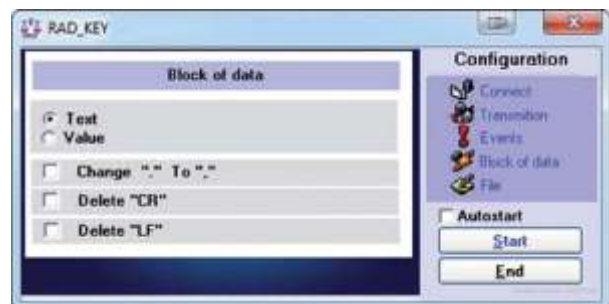 RAD_KEY
Block of data
Text
Value
Change "." To ","
Delete "CR"
Delete "LF"
Configuration
Connect
Transmition
Events
Block of data
File
Autostart
Start
End